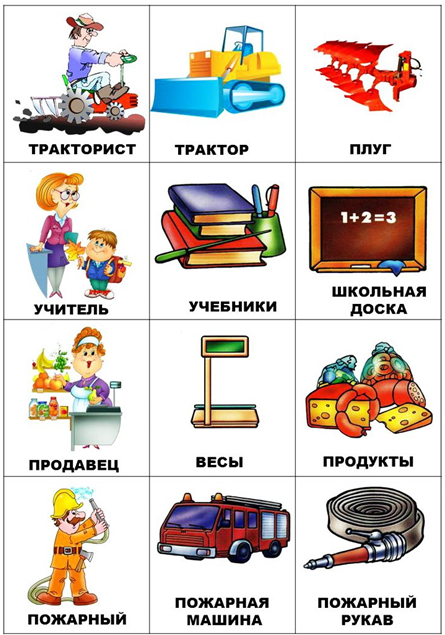 ТРАКТОРИСТ
ТРАКТОР
ПЛУГ
УЧИТЕЛЬ
УЧЕБНИКИ
1+2=3
ШКОЛЬНАЯ
ДОСКА
ПРОДАВЕЦ
ВЕСЫ
ПРОДУКТЫ
ПОЖАРНЫЙ
ПОЖАРНАЯ
МАШИНА
ПОЖАРНЫЙ
РУКАВ